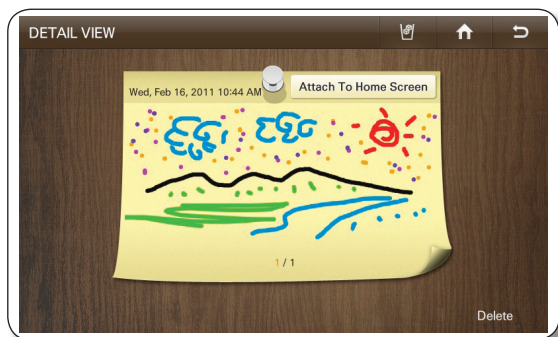 DETAIL VIEW
Wed, Feb 16, 2011 10:44 AM
Attach To Home Screen
1 / 1
Delete